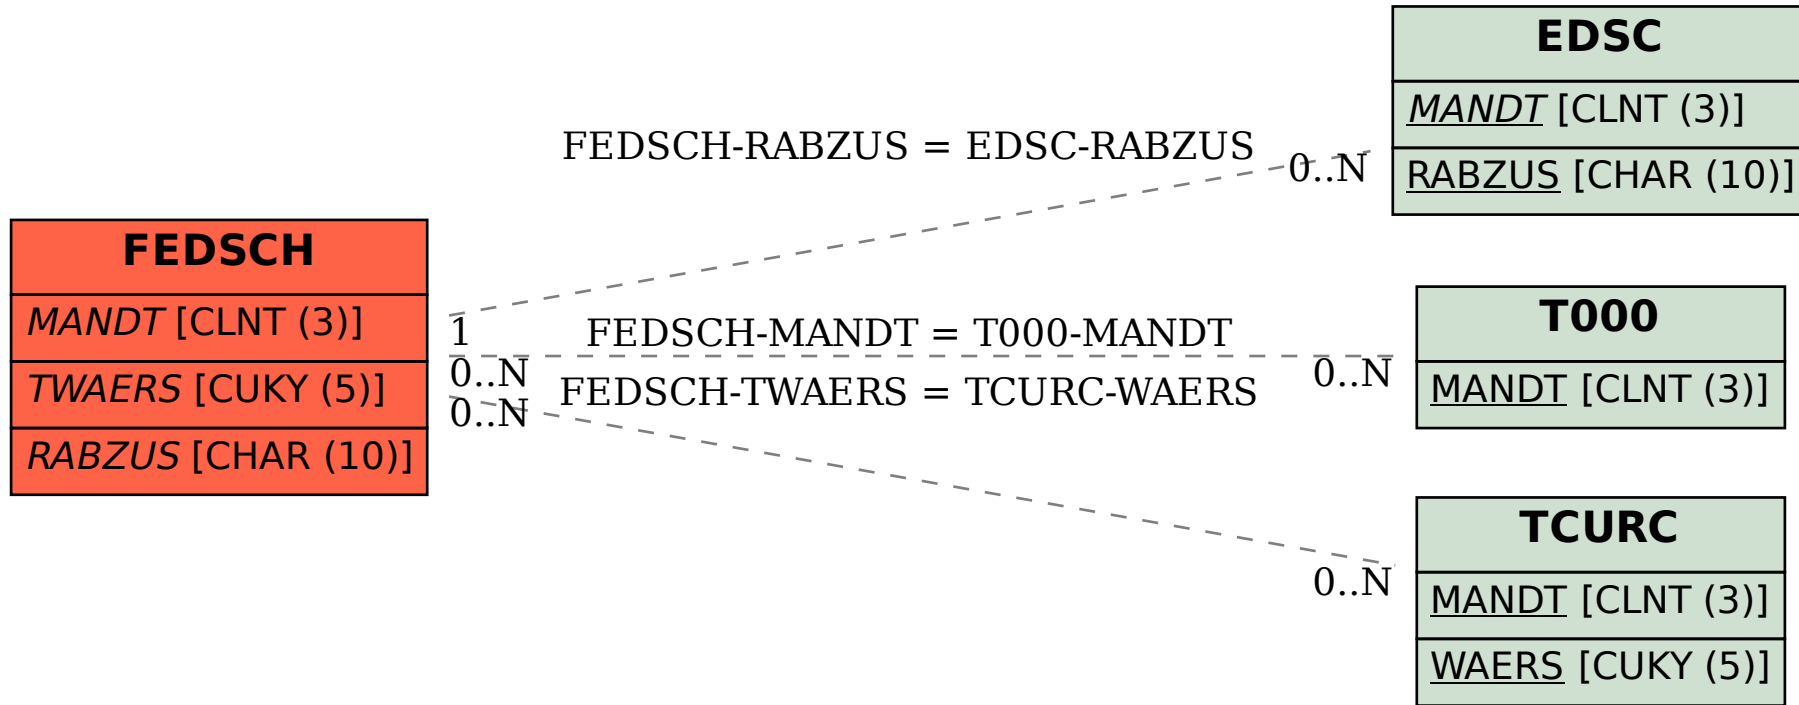 EDSC
MANDT [CLNT (3)]
RABZUS [CHAR (10)]
FEDSCH-RABZUS = EDSC-RABZUS
0..N
FEDSCH
MANDT [CLNT (3)]
TWAERS [CUKY (5)]
RABZUS [CHAR (10)]
1
FEDSCH-MANDT = T000-MANDT
0..N
0..N
FEDSCH-TWAERS = TCURC-WAERS
0..N
0..N
T000
MANDT [CLNT (3)]
TCURC
MANDT [CLNT (3)]
WAERS [CUKY (5)]